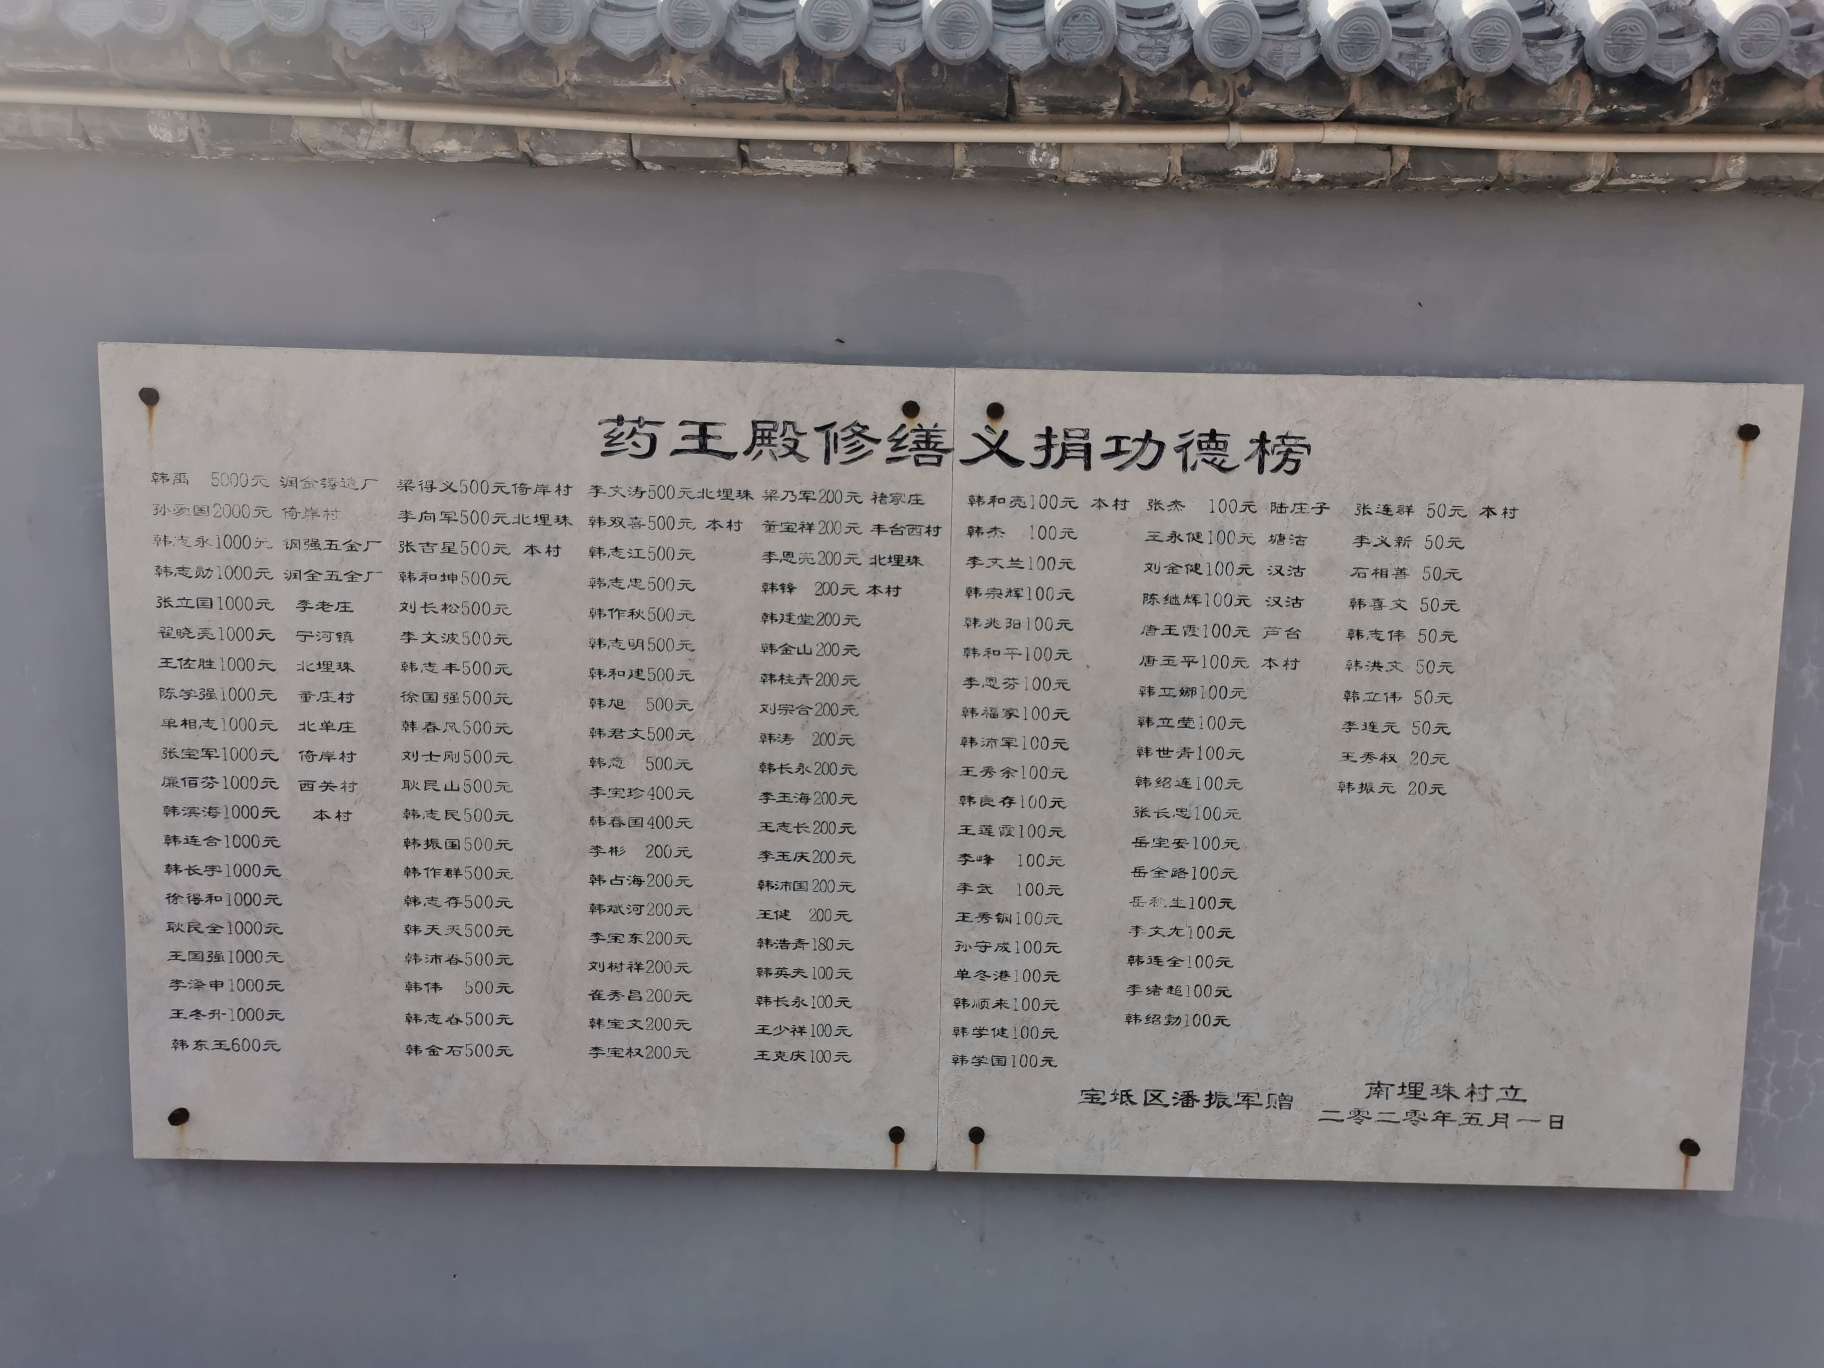 药王殿修缮义捐功德榜
韩禹 5000元 润金铸造厂
孙颈国2000元 倚岸村
韩志永1000元 钢强五金厂
韩志勋1000元 润金五金厂
张立国1000元 李老庄
翟晓亮1000元 宁河镇
王佐胜1000元 北埋珠
陈学强1000元 董庄村
单相志1000元 北单庄
张宝军1000元 倚岸村
廉佰芬1000元 西关村
韩滨海1000元 本村
韩连合1000元
韩长宇1000元
徐得和1000元
耿民全1000元
王国强1000元
李泽申1000元
王冬升1000元
韩东王600元
梁得义500元倚岸村
李向军500元北埋珠
张吉星500元 本村
韩和坤500元
刘长松500元
李文波500元
韩志丰500元
徐国强500元
韩春风500元
刘士刚500元
耿民山500元
韩志民500元
韩振国500元
韩作群500元
韩志存500元
韩天天500元
韩沛春500元
韩伟 500元
韩志春500元
韩金石500元
李文涛500元北埋珠
韩双喜500元 本村
韩志江500元
韩志忠500元
韩作秋500元
韩志明500元
韩和建500元
韩旭 500元
韩君文500元
韩 500元
李宝珍400元
韩春国400元
李彬 200元
韩占海200元
韩斌河200元
李宝东200元
刘树祥200元
崔秀昌200元
韩宝文200元
李宝权200元
梁乃军200元 褚家庄
董宝祥200元 丰台西村
李恩亮200元 北埋珠
韩锋 200元 本村
韩廷堂200元
韩金山200元
韩柱青200元
刘宗合200元
韩涛 200元
韩长永200元
李玉海200元
王志长200元
李玉庆200元
韩沛国200元
王健 200元
韩浩青180元
韩英夫100元
韩长永100元
王少祥100元
王克庆100元
韩和亮100元 本村
韩杰 100元
李文兰100元
韩宗辉100元
韩兆阳100元
韩和平100元
李恩芬100元
韩福家100元
韩沛军100元
王秀余100元
韩良存100元
王莲霞100元
李峰 100元
李武 100元
王秀钢100元
孙守成100元
单冬港100元
韩顺来100元
韩学健100元
韩学国100元
张杰 100元 陆庄子
王永健100元 塘沽
刘金健100元 汉沽
陈继辉100元 汉沽
唐玉霞100元 芦台
唐玉平100元 本村
韩立娜100元
韩立莹100元
韩世青100元
韩绍连100元
张长忠100元
岳宝安100元
岳全路100元
岳秋生100元
李文龙100元
韩连全100元
李绪超100元
韩绍勃100元
张连群 50元 本村
李义新 50元
石相善 50元
韩喜文 50元
韩志伟 50元
韩洪文 50元
韩立伟 50元
李连元 50元
王秀权 20元
韩振元 20元
宝坻区潘振军赠
南埋珠村立
二零二零年五月一日